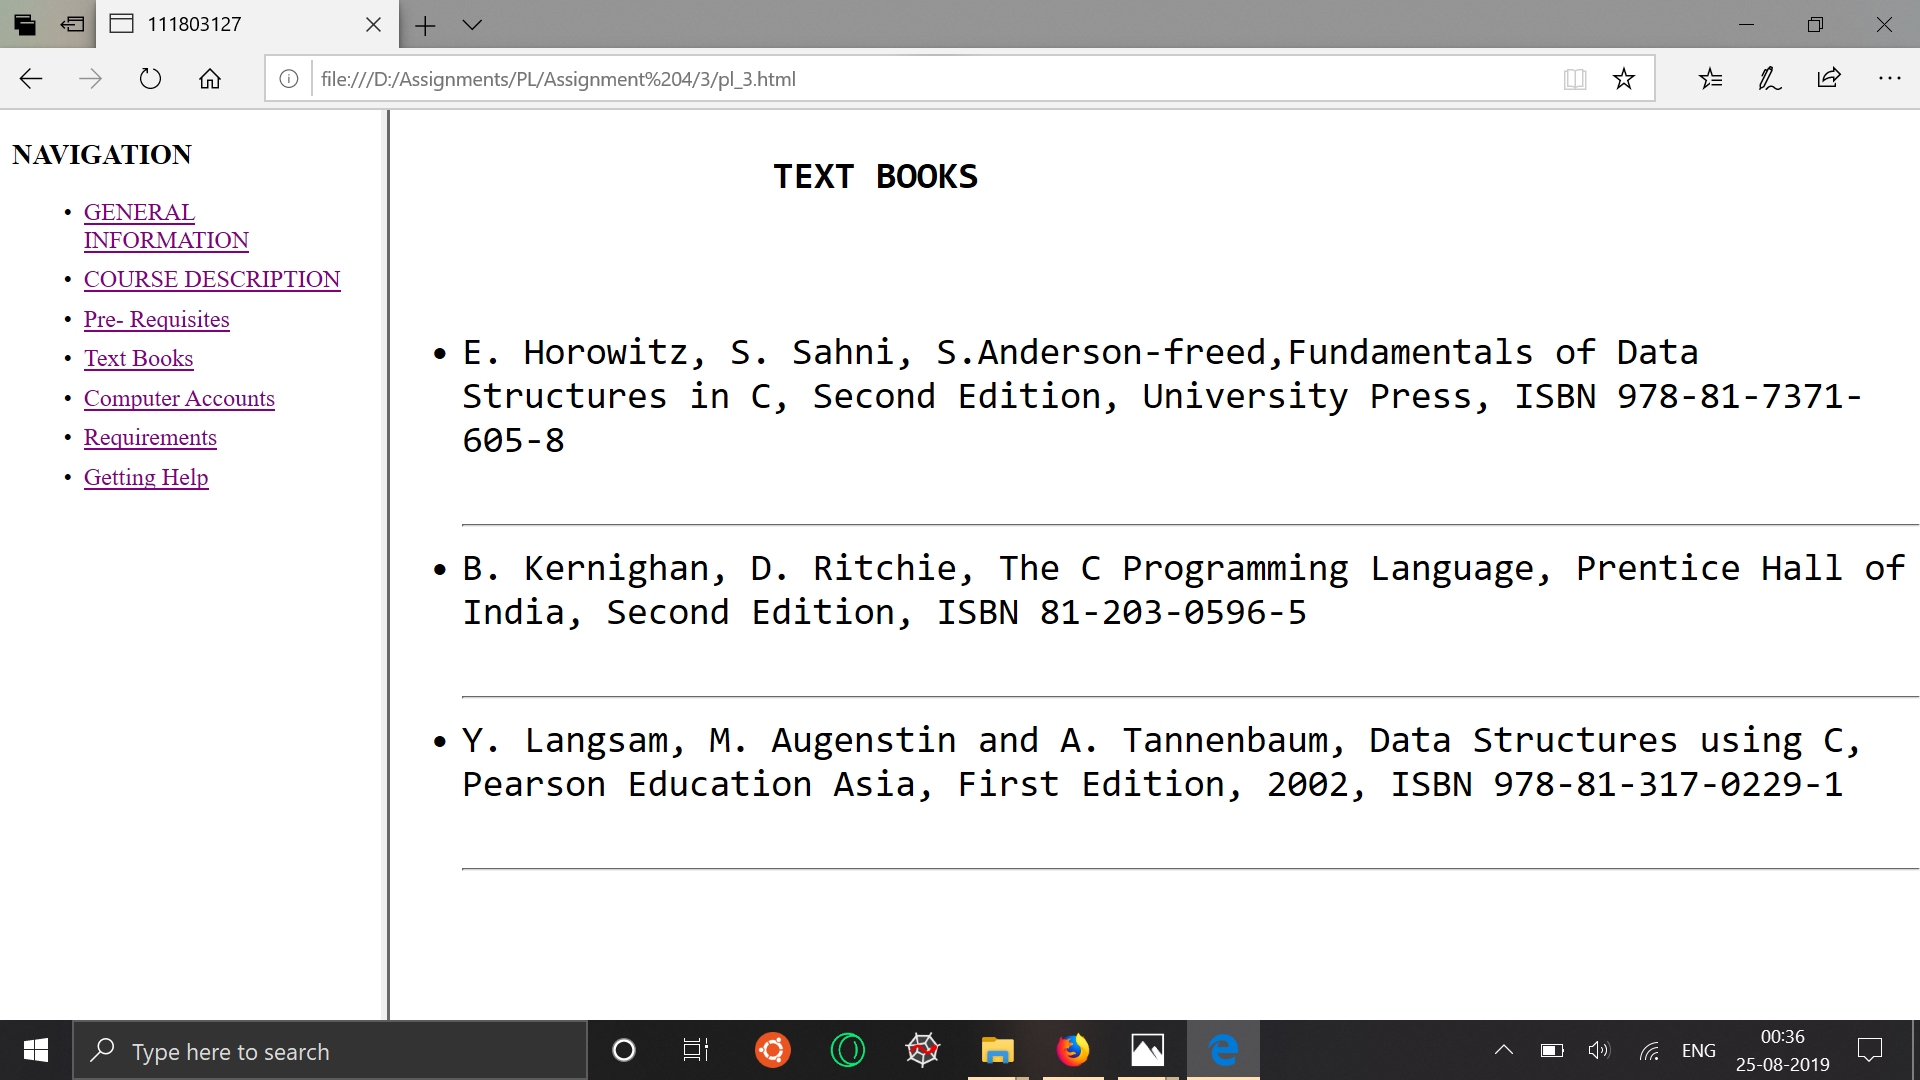 111803127
file:///D:/Assignments/PL/Assignment%204/3/pl_3.html
NAVIGATION
• GENERAL
INFORMATION
• COURSE DESCRIPTION
• Pre- Requisites
• Text Books
• Computer Accounts
• Requirements
• Getting Help
TEXT BOOKS
• E. Horowitz, S. Sahni, S.Anderson-freed,Fundamentals of Data
Structures in C, Second Edition, University Press, ISBN 978-81-7371-
605-8
• B. Kernighan, D. Ritchie, The C Programming Language, Prentice Hall of
India, Second Edition, ISBN 81-203-0596-5
• Y. Langsam, M. Augenstin and A. Tannenbaum, Data Structures using C,
Pearson Education Asia, First Edition, 2002, ISBN 978-81-317-0229-1
Type here to search
ENG
00:36
25-08-2019